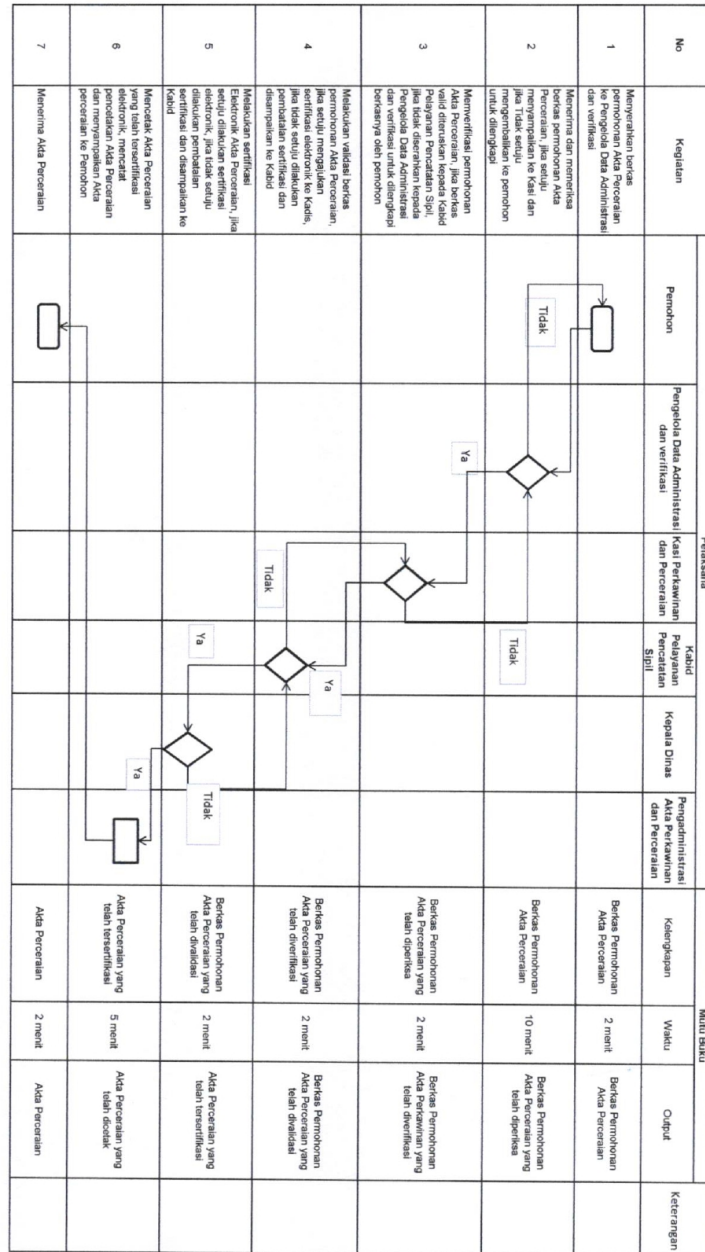 Pelaksana
Mutu Buku
No
Kegiatan
Pemohon
Pengelola Data Administrasi
dan verifikasi
Kasi Perkawinan
dan Perceraian
Kabid
Pelayanan
Pencatatan
Sipil
Kepala Dinas
Pengadministrasi
Akta Perkawinan
dan Perceraian
Kelengkapan
Waktu
Output
Keterangan
1
Menyerahkan berkas
permohonan Akta Perceraian
ke Pengelola Data Administrasi
dan verifikasi
Berkas Permohonan
Akta Perceraian
2 menit
Berkas Permohonan
Akta Perceraian
2
Menerima dan memeriksa
berkas permohonan Akta
Perceraian, jika setuju
menyampaikan ke Kasi dan
jika Tidak setuju
mengembalikan ke pemohon
untuk dilengkapi
Tidak
Ya
Tidak
Berkas Permohonan
Akta Perceraian
10 menit
Berkas Permohonan
Akta Perceraian yang
telah diperiksa
3
Memverifikasi permohonan
Akta Perceraian, jika berkas
valid diteruskan kepada Kabid
Pelayanan Pencatatan Sipil,
jika tidak diserahkan kepada
Pengelola Data Administrasi
dan verifikasi untuk dilengkapi
berkasnya oleh pemohon
Berkas Permohonan
Akta Perceraian yang
telah diperiksa
2 menit
Berkas Permohonan
Akta Perkawinan yang
telah diverifikasi
4
Melakukan validasi berkas
permohonan Akta Perceraian,
jika setuju mengajukan
sertifikasi elektronik ke Kadis,
jika tidak setuju dilakukan
pembatalan sertifikasi dan
disampaikan ke Kabid
Tidak
Ya
Berkas Permohonan
Akta Perceraian yang
telah diverifikasi
2 menit
Berkas Permohonan
Akta Perceraian yang
telah divalidasi
5
Melakukan sertifikasi
Elektronik Akta Perceraian, jika
setuju dilakukan sertifikasi
elektronik, jika tidak setuju
dilakukan pembatalan
sertifikasi dan disampaikan ke
Kabid
Ya
Tidak
Berkas Permohonan
Akta Perceraian yang
telah divalidasi
2 menit
Akta Perceraian yang
telah tersertifikasi
6
Mencetak Akta Perceraian
yang telah tersertifikasi
elektronik, mencatat
pencetakan Akta Perceraian
dan menyampaikan Akta
perceraian ke Pemohon
Ya
Akta Perceraian yang
telah tersertifikasi
5 menit
Akta Perceraian yang
telah dicetak
7
Menerima Akta Perceraian
Akta Perceraian
2 menit
Akta Perceraian